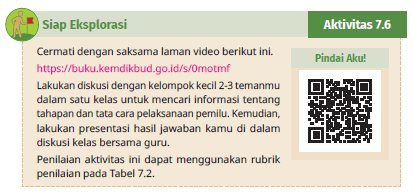 Siap Eksplorasi
Aktivitas 7.6
Cermati dengan saksama laman video berikut ini.
https://buku.kemdikbud.go.id/s/0motmf
Lakukan diskusi dengan kelompok kecil 2-3 temanmu
dalam satu kelas untuk mencari informasi tentang
tahapan dan tata cara pelaksanaan pemilu. Kemudian,
lakukan presentasi hasil jawaban kamu di dalam
diskusi kelas bersama guru.
Penilaian aktivitas ini dapat menggunakan rubrik
penilaian pada Tabel 7.2.
Pindai Aku!